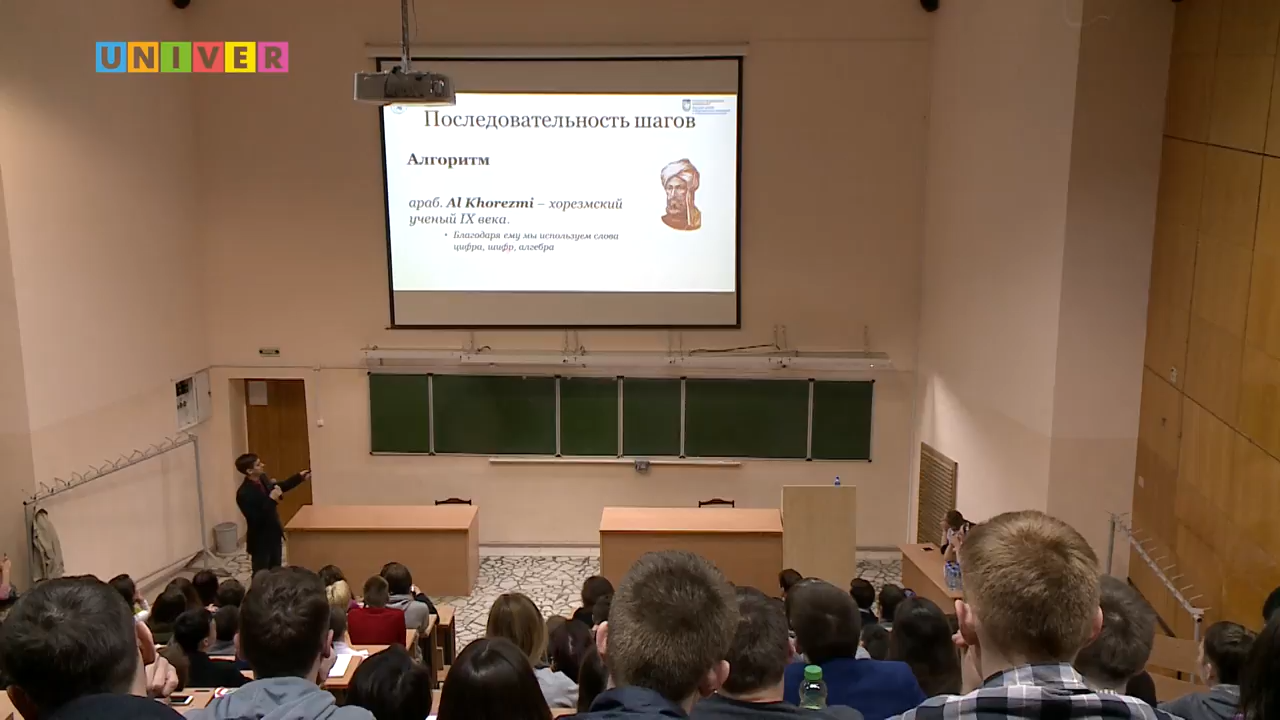 UNIVER
Последовательность шагов
Алгоритм
араб. Al Khorezmi – хорезмский
ученый IX века.
• Благодаря ему мы используем слова
цифра, шифр, алгебра